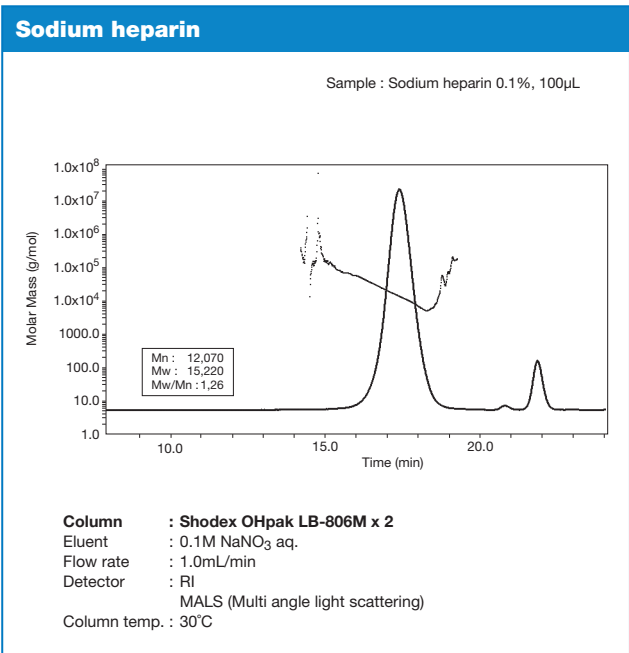 Sodium heparin
Sample : Sodium heparin 0.1%, 100µL
1.0x10⁸
1.0x10⁷
1.0x10⁶
1.0x10⁵
1.0x10⁴
1000.0
100.0
10.0
1.0
Molar Mass (g/mol)
Mn : 12,070
Mw : 15,220
Mw/Mn : 1,26
10.0 15.0 20.0
Time (min)
Column : Shodex OHpak LB-806M x 2
Eluent : 0.1M NaNO₃ aq.
Flow rate : 1.0mL/min
Detector : RI
MALS (Multi angle light scattering)
Column temp. : 30˚C